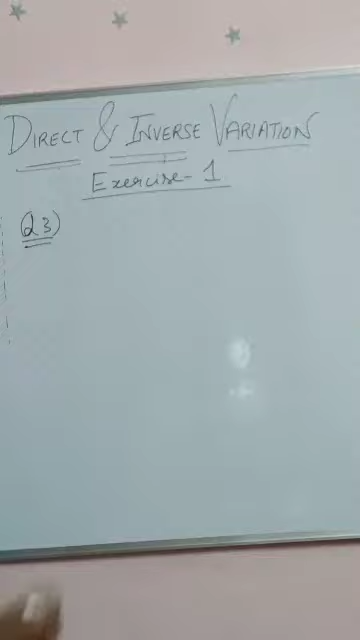 DIRECT & INVERSE VARIATION
Exercise-1
Q3)